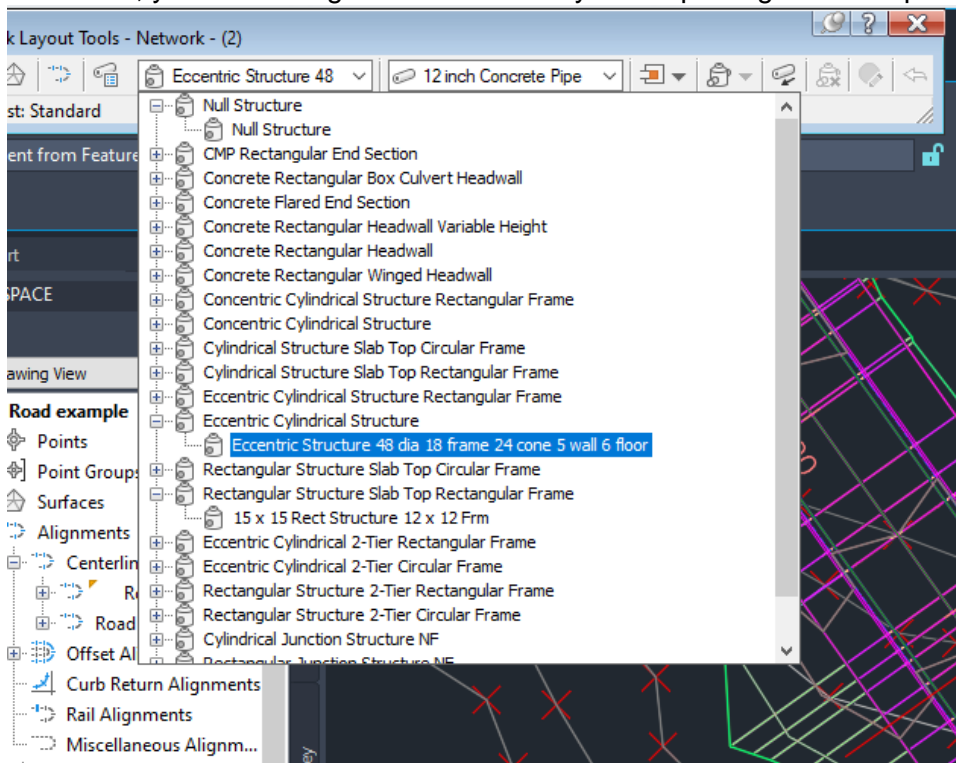 k Layout Tools - Network - (2)
Eccentric Structure 48
12 inch Concrete Pipe
st: Standard
Null Structure
Null Structure
CMP Rectangular End Section
Concrete Rectangular Box Culvert Headwall
Concrete Flared End Section
Concrete Rectangular Headwall Variable Height
Concrete Rectangular Headwall
Concrete Rectangular Winged Headwall
Concentric Cylindrical Structure Rectangular Frame
Concentric Cylindrical Structure
Cylindrical Structure Slab Top Circular Frame
Cylindrical Structure Slab Top Rectangular Frame
Eccentric Cylindrical Structure Rectangular Frame
Eccentric Cylindrical Structure
Eccentric Structure 48 dia 18 frame 24 cone 5 wall 6 floor
Rectangular Structure Slab Top Circular Frame
Rectangular Structure Slab Top Rectangular Frame
15 x 15 Rect Structure 12 x 12 Frm
Eccentric Cylindrical 2-Tier Rectangular Frame
Eccentric Cylindrical 2-Tier Circular Frame
Rectangular Structure 2-Tier Rectangular Frame
Rectangular Structure 2-Tier Circular Frame
Cylindrical Junction Structure NF
Rectangular Junction Structure NF
ent from Feature
rt
SPACE
awing View
Road example
Points
Point Groups
Surfaces
Alignments
Centerlin
R
Road
Offset Al
Curb Return Alignments
Rail Alignments
Miscellaneous Alignm...
ey